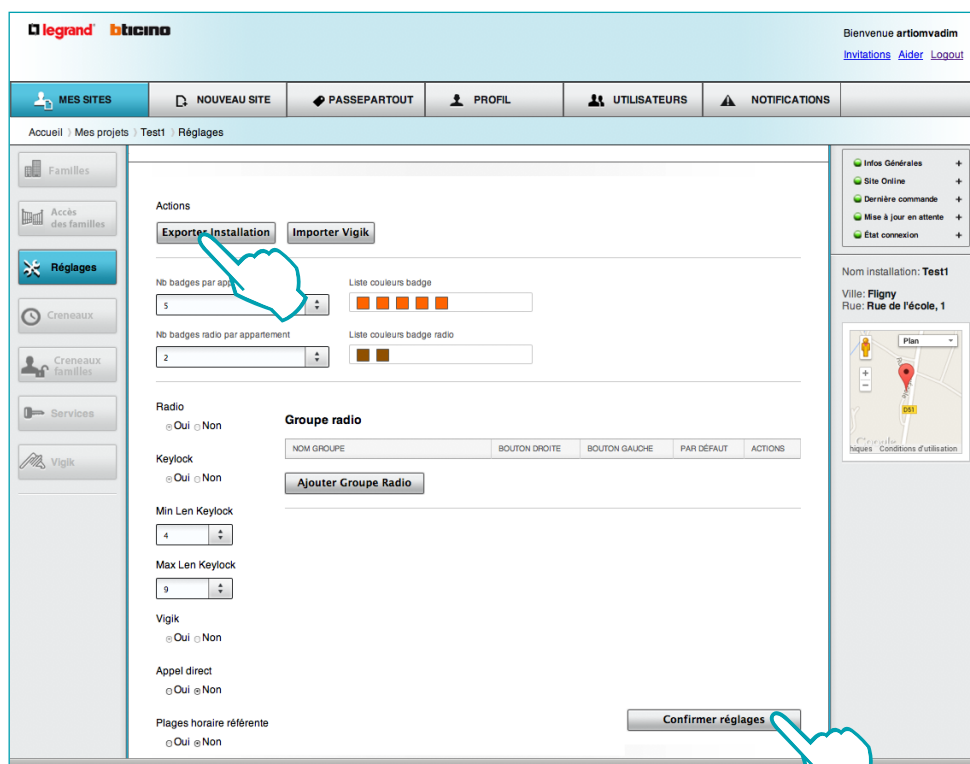 legrand bticino
Bienvenue artiomvadim
Invitations Aider Logout
MES SITES NOUVEAU SITE PASSEPARTOUT PROFIL UTILISATEURS NOTIFICATIONS
Accueil Mes projets Test1 Réglages
Familles
Accès
des familles
Réglages
Creneaux
Creneaux
familles
Services
Vigik
Actions
Exporter Installation Importer Vigik
Nb badges par Liste couleurs badge
5
Nb badges radio par appartement Liste couleurs badge radio
2
Radio
Oui Non
Groupe radio
NOM GROUPE BOUTON DROITE BOUTON GAUCHE PAR DÉFAUT ACTIONS
Keylock
Oui Non
Ajouter Groupe Radio
Min Len Keylock
4
Max Len Keylock
9
Vigik
Oui Non
Appel direct
Oui Non
Plages horaire référente
Oui Non
Confirmer réglages
Infos Générales +
Site Online +
Dernière commande +
Mise à jour en attente +
État connexion +
Nom installation: Test1
Ville: Fligny
Rue: Rue de l'école, 1
Plan
+
−
D51
Google
hiques Conditions d'utilisation